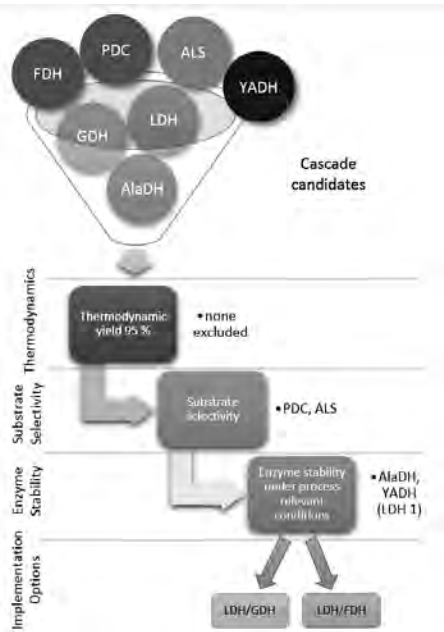 PDC
ALS
FDH
YADH
LDH
GDH
AlaDH
Cascade
candidates
Thermodynamics
Thermodynamic
yield 95 %
• none
excluded
Substrate
Selectivity
Substrate
selectivity
• PDC, ALS
Enzyme
Stability
Enzyme stability
under process
relevant
conditions
• AlaDH,
YADH
(LDH 1)
Implementation
Options
LDH/GDH
LDH/FDH